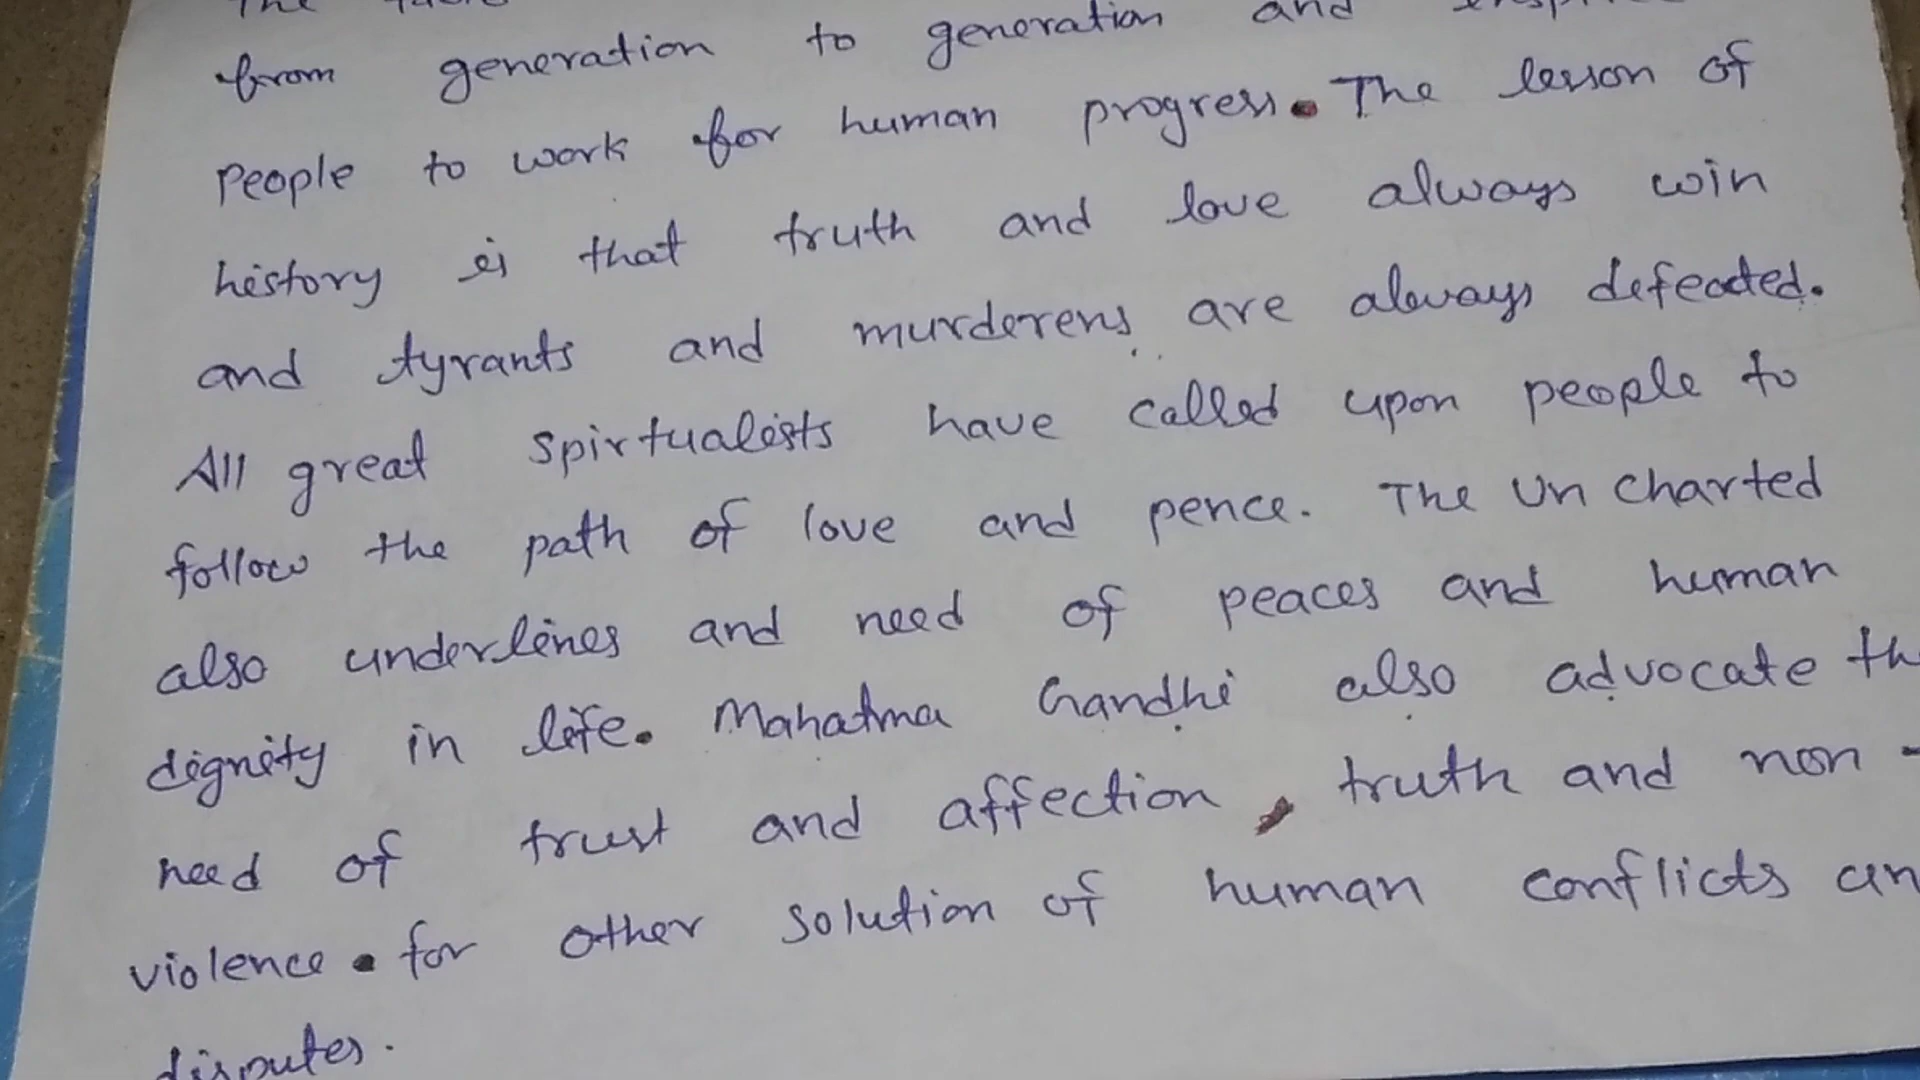 The
from generation to generation and
People to work for human progress. The lesson of
history is that truth and love always win
and tyrants and murderers are always defeated.
All great spirtualists have called upon people to
follow the path of love and pence. The Un Charted
also underlines and need of peaces and human
dignity in life. Mahatma Gandhi also advocate th
need of trust and affection, truth and non-
violence. for other solution of human conflicts an
disputes.